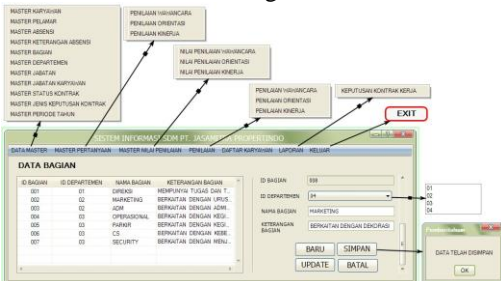 MASTER KARYAWAN
MASTER PELAMAR
MASTER ABSENSI
MASTER KETERANGAN ABSENSI
MASTER BAGIAN
MASTER DEPARTEMEN
MASTER JABATAN
MASTER JABATAN KARYAWAN
MASTER STATUS KONTRAK
MASTER JENIS KEPUTUSAN KONTRAK
MASTER PERIODE TAHUN
PENILAIAN WAWANCARA
PENILAIAN ORIENTASI
PENILAIAN KINERJA
NILAI PENILAIAN WAWANCARA
NILAI PENILAIAN ORIENTASI
NILAI PENILAIAN KINERJA
PENILAIAN WAWANCARA
PENILAIAN ORIENTASI
PENILAIAN KINERJA
KEPUTUSAN KONTRAK KERJA
EXIT
SISTEM INFORMASI SDM PT. JASAMITRA PROPERTINDO
DATA MASTER MASTER PERTANYAAN MASTER NILAI PENILAIAN PENILAIAN DAFTAR KARYAWAN LAPORAN KELUAR
DATA BAGIAN
ID BAGIAN ID DEPARTEMEN NAMA BAGIAN KETERANGAN BAGIAN
001 01 DIREKSI MEMPUNYAI TUGAS DAN T...
002 02 MARKETING BERKAITAN DENGAN URUS...
003 02 ADM BERKAITAN DENGAN ADMI...
004 03 OPERASIONAL BERKAITAN DENGAN KEGI...
005 03 PARKIR BERKAITAN DENGAN KEGI...
006 03 CS BERKAITAN DENGAN KEBE...
007 03 SECURITY BERKAITAN DENGAN MENJ...
ID BAGIAN 008
ID DEPARTEMEN 04
NAMA BAGIAN MARKETING
KETERANGAN BAGIAN BERKAITAN DENGAN DEKORASI
BARU SIMPAN
UPDATE BATAL
01
02
03
04
DATA TELAH DISIMPAN
OK